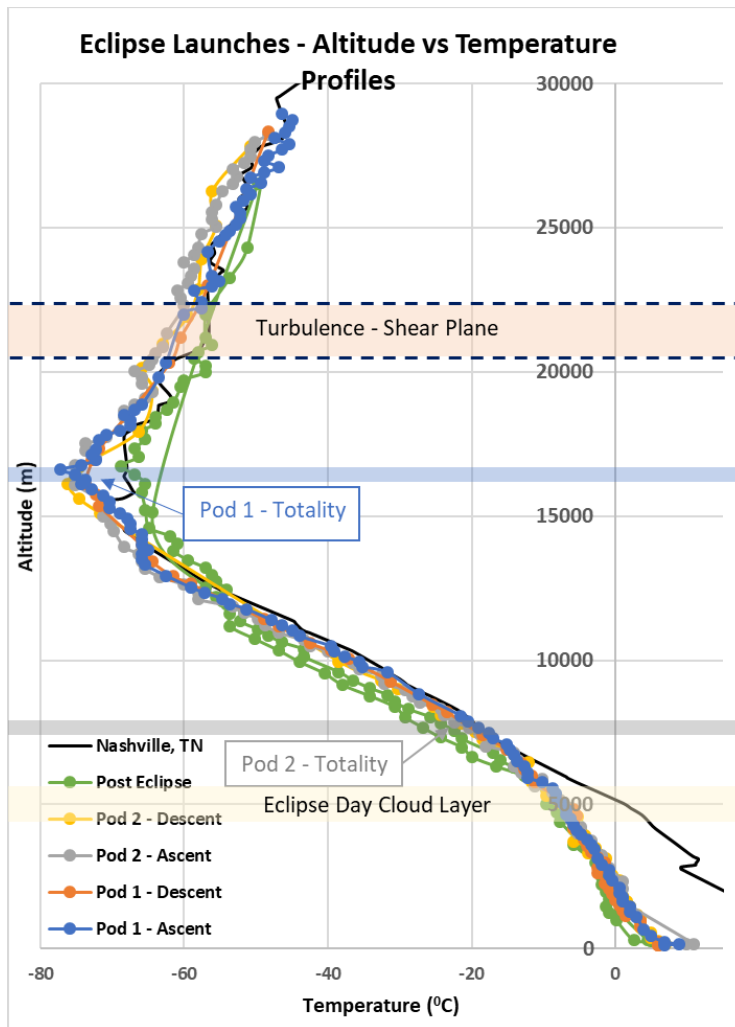 Eclipse Launches - Altitude vs Temperature
Profiles
30000
25000
Turbulence - Shear Plane
20000
Pod 1 - Totality
15000
Altitude (m)
10000
Nashville, TN
Pod 2 - Totality
Post Eclipse
Eclipse Day Cloud Layer
5000
Pod 2 - Descent
Pod 2 - Ascent
Pod 1 - Descent
Pod 1 - Ascent
0
-80 -60 -40 -20 0
Temperature (⁰C)